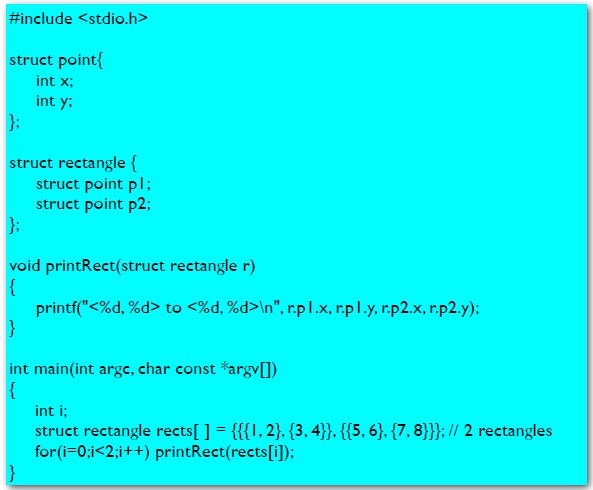 #include <stdio.h>
struct point{
int x;
int y;
};
struct rectangle {
struct point p1;
struct point p2;
};
void printRect(struct rectangle r)
{
printf("<%d, %d> to <%d, %d>\n", r.p1.x, r.p1.y, r.p2.x, r.p2.y);
}
int main(int argc, char const *argv[])
{
int i;
struct rectangle rects[ ] = {{{1, 2}, {3, 4}}, {{5, 6}, {7, 8}}}; // 2 rectangles
for(i=0;i<2;i++) printRect(rects[i]);
}